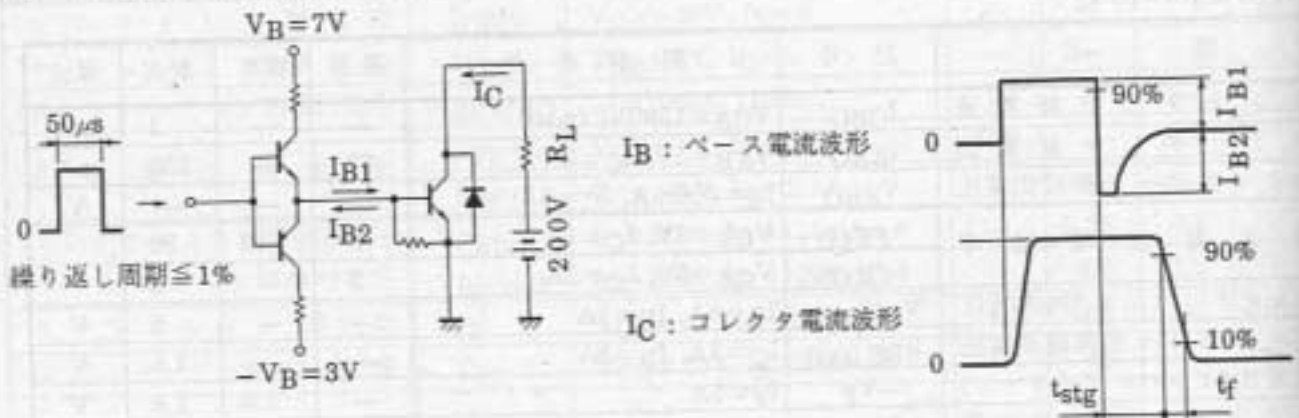 V_B=7V
50μs
0
繰り返し周期≦1%
I_B1
I_B2
-V_B=3V
I_C
R_L
200V
I_B : ベース電流波形
0
90%
I_B1
I_B2
I_C : コレクタ電流波形
0
90%
10%
t_stg
t_f